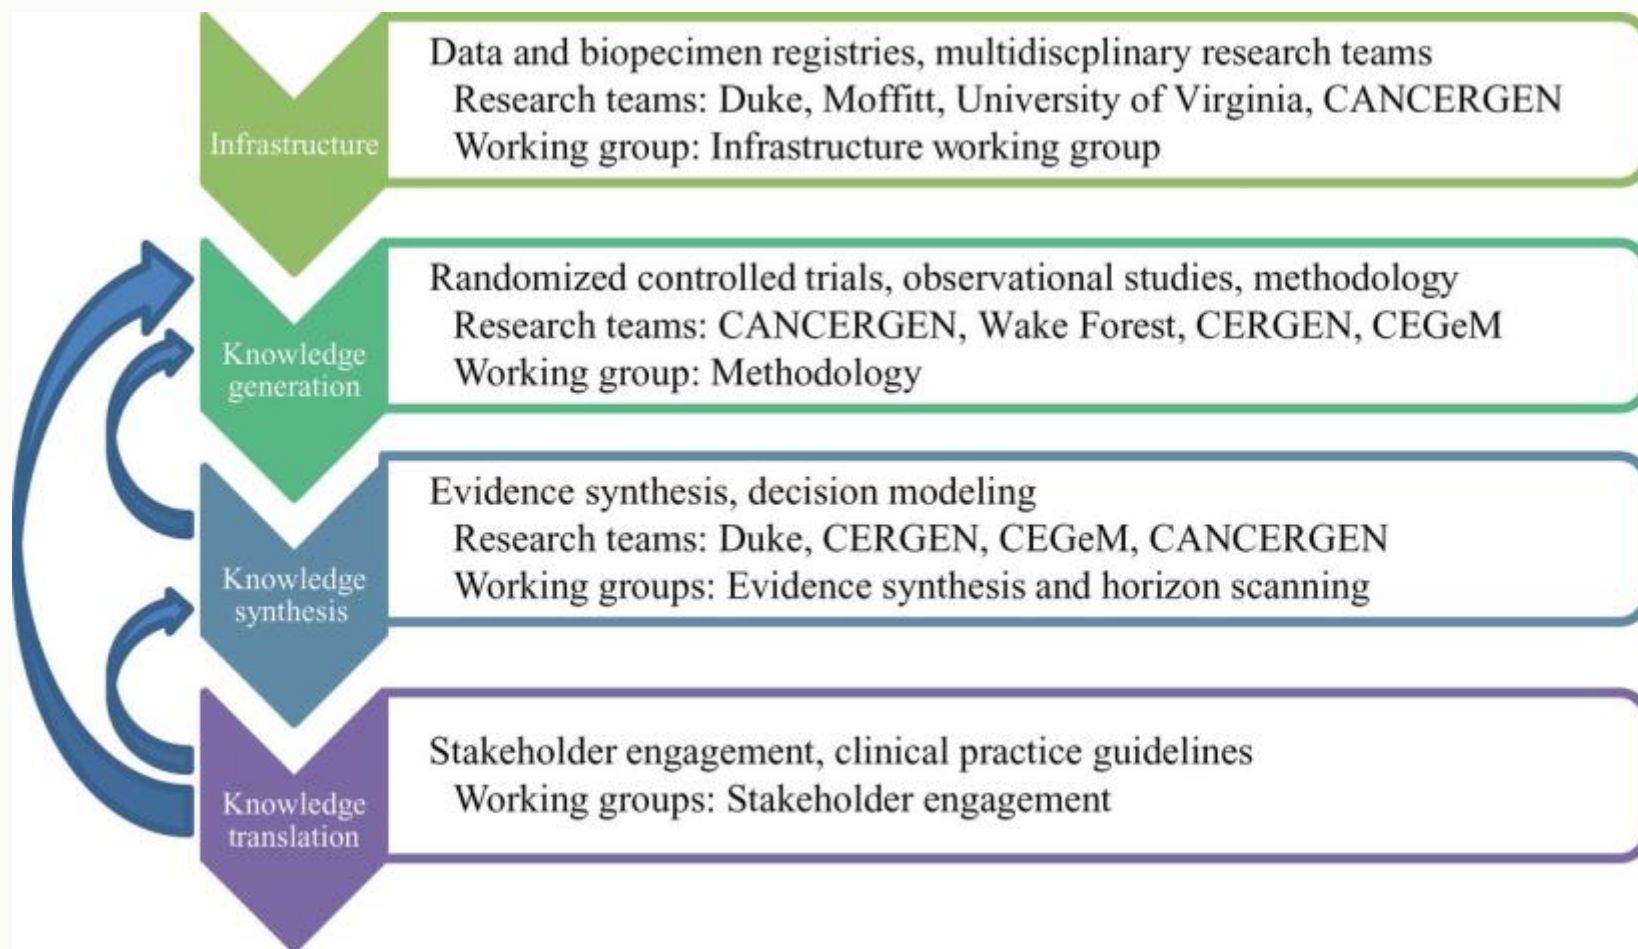 Data and biopecimen registries, multidiscplinary research teams
Research teams: Duke, Moffitt, University of Virginia, CANCERGEN
Infrastructure
Working group: Infrastructure working group
Randomized controlled trials, observational studies, methodology
Research teams: CANCERGEN, Wake Forest, CERGEN, CEGeM
Knowledge
generation
Working group: Methodology
Evidence synthesis, decision modeling
Research teams: Duke, CERGEN, CEGeM, CANCERGEN
Knowledge
synthesis
Working groups: Evidence synthesis and horizon scanning
Stakeholder engagement, clinical practice guidelines
Knowledge
translation
Working groups: Stakeholder engagement